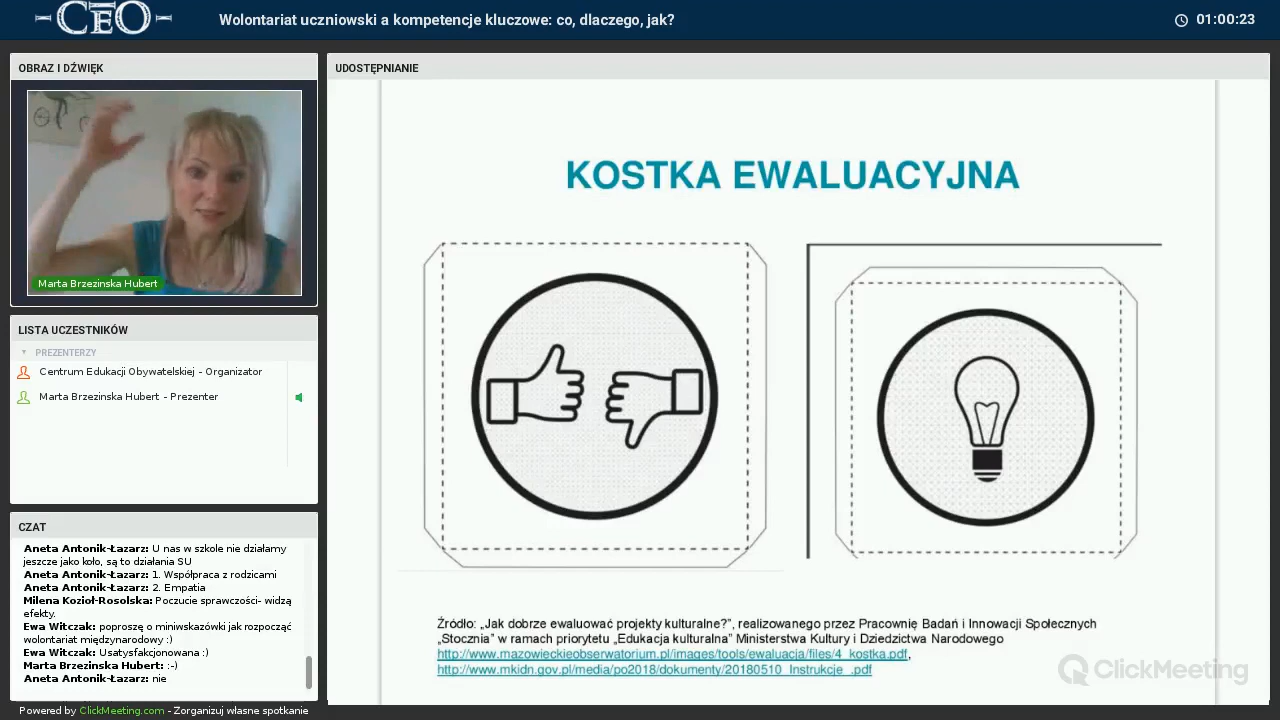 CEO
Wolontariat uczniowski a kompetencje kluczowe: co, dlaczego, jak?
01:00:23
OBRAZ I DŹWIĘK
Marta Brzezinska Hubert
LISTA UCZESTNIKÓW
PREZENTERZY
Centrum Edukacji Obywatelskiej - Organizator
Marta Brzezinska Hubert - Prezenter
CZAT
Aneta Antonik-Łazarz: U nas w szkole nie działamy
jeszcze jako koło, są to działania SU
Aneta Antonik-Łazarz: 1. Współpraca z rodzicami
Aneta Antonik-Łazarz: 2. Empatia
Milena Kozioł-Rosolska: Poczucie sprawczości- widzą
efekty.
Ewa Witczak: poproszę o miniwskazówki jak rozpocząć
wolontariat międzynarodowy :)
Ewa Witczak: Usatysfakcjonowana :)
Marta Brzezinska Hubert: :-)
Aneta Antonik-Łazarz: nie
Powered by ClickMeeting.com - Zorganizuj własne spotkanie
UDOSTĘPNIANIE
KOSTKA EWALUACYJNA
Źródło: „Jak dobrze ewaluować projekty kulturalne?”, realizowanego przez Pracownię Badań i Innowacji Społecznych
„Stocznia” w ramach priorytetu „Edukacja kulturalna” Ministerstwa Kultury i Dziedzictwa Narodowego
http://www.mazowieckieobserwatorium.pl/images/tools/ewaluacja/files/4_kostka.pdf,
http://www.mkidn.gov.pl/media/po2018/dokumenty/20180510_Instrukcje_.pdf
ClickMeeting